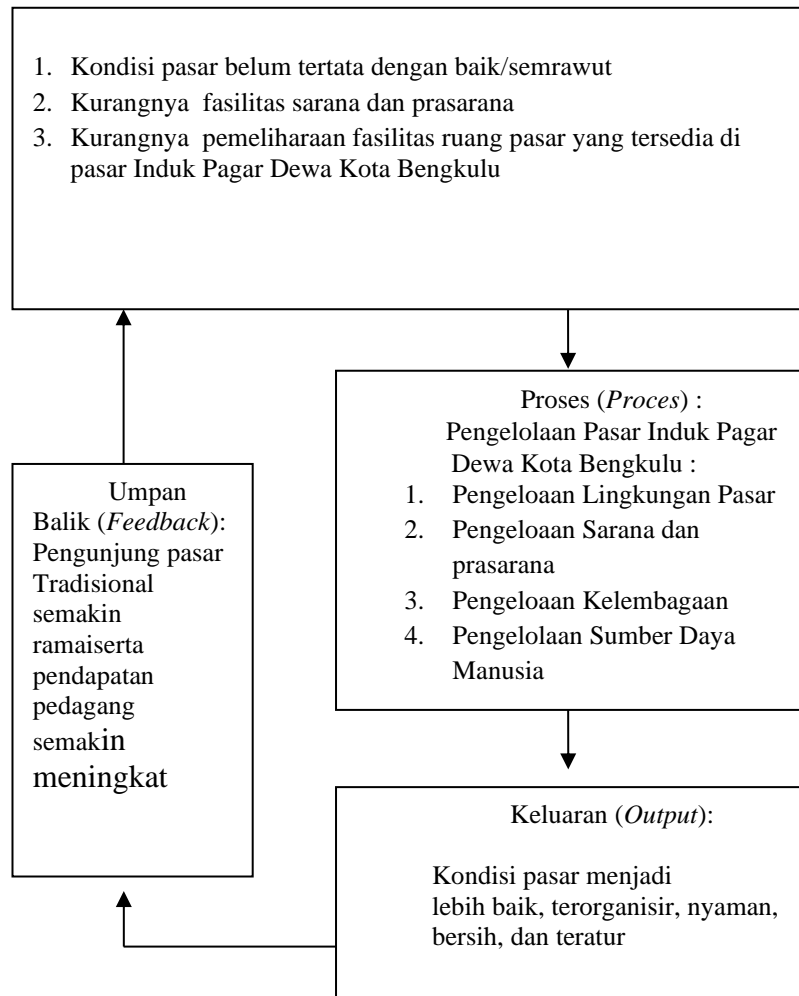 1. Kondisi pasar belum tertata dengan baik/semrawut
2. Kurangnya fasilitas sarana dan prasarana
3. Kurangnya pemeliharaan fasilitas ruang pasar yang tersedia di
pasar Induk Pagar Dewa Kota Bengkulu
Proses (Proces) :
Pengelolaan Pasar Induk Pagar
Dewa Kota Bengkulu :
1. Pengeloaan Lingkungan Pasar
2. Pengeloaan Sarana dan
prasarana
3. Pengeloaan Kelembagaan
4. Pengelolaan Sumber Daya
Manusia
Keluaran (Output):
Kondisi pasar menjadi
lebih baik, terorganisir, nyaman,
bersih, dan teratur
Umpan
Balik (Feedback):
Pengunjung pasar
Tradisional
semakin
ramaiserta
pendapatan
pedagang
semakin
meningkat